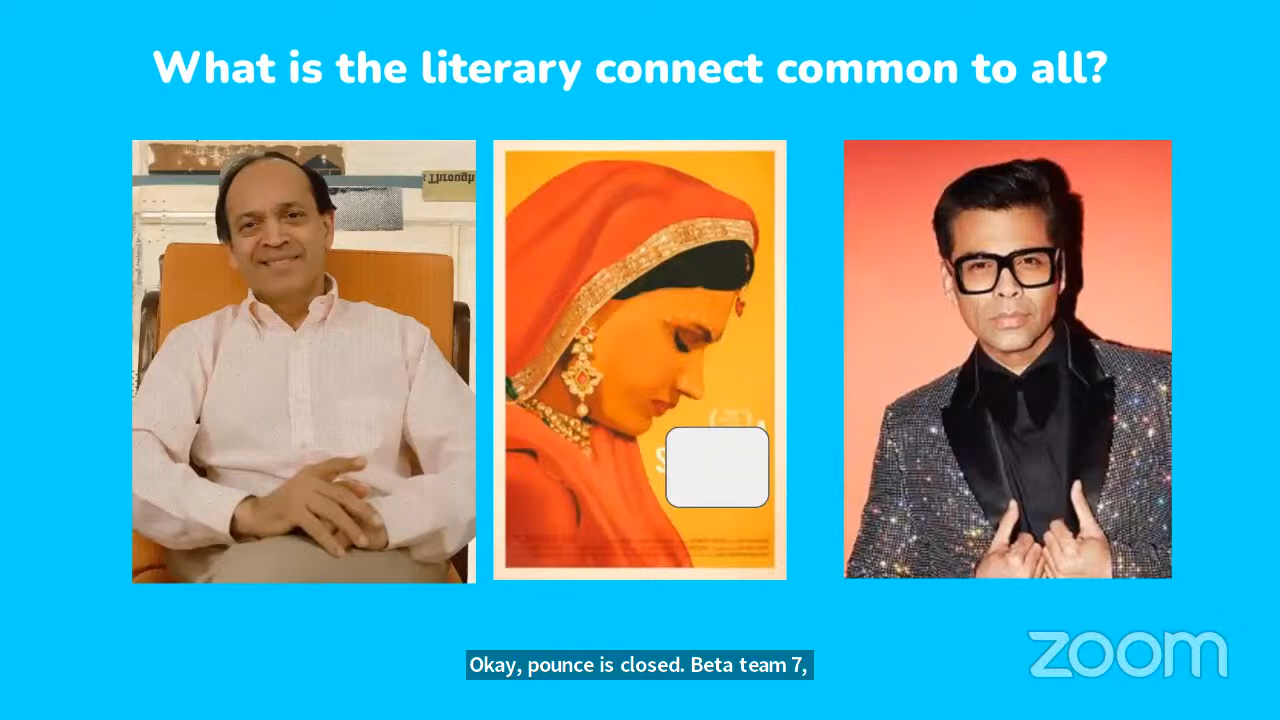 What is the literary connect common to all?
S
Okay, pounce is closed. Beta team 7,
zoom